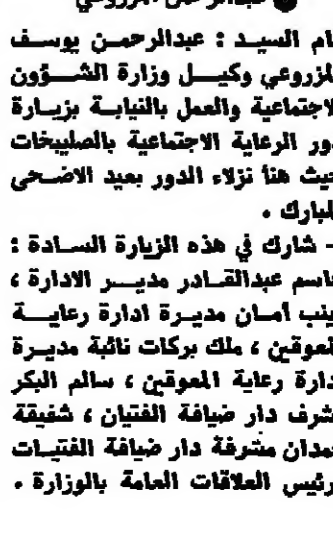 عبدالرحمن المزروعي
قام السيد : عبدالرحمن يوسف
المزروعي وكيل وزارة الشؤون
الاجتماعية والعمل بالنيابة بزيارة
دور الرعاية الاجتماعية بالصليبخات
حيث هنأ نزلاء الدور بعيد الاضحى
المبارك .
- شارك في هذه الزيارة السادة :
جاسم عبدالقادر مدير الادارة ،
زينب أمان مديرة ادارة رعاية
المعوقين ، ملك بركات نائبة مديرة
ادارة رعاية المعوقين ، سالم البكر
مشرف دار ضيافة الفتيان ، شفيقة
حمدان مشرفة دار ضيافة الفتيات
ورئيس العلاقات العامة بالوزارة .